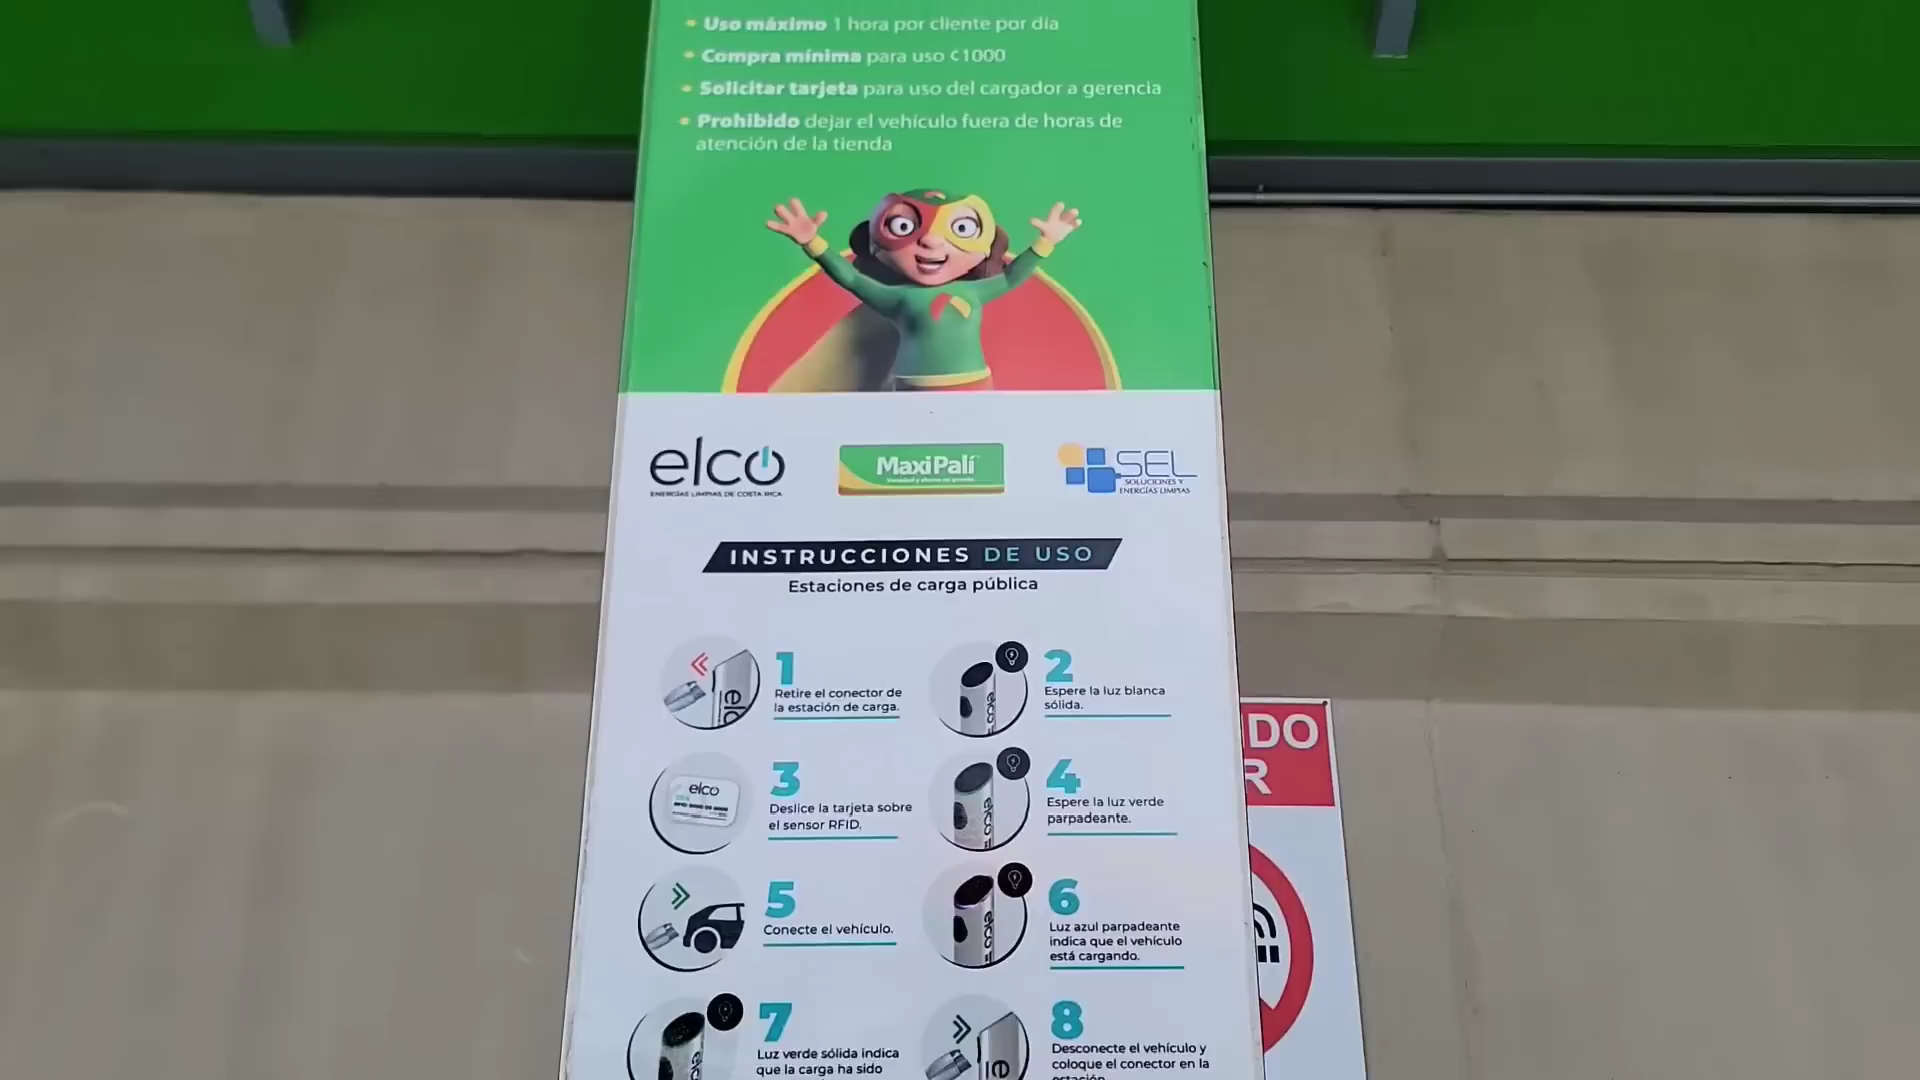 Uso máximo 1 hora por cliente por día
Compra mínima para uso ¢1000
Solicitar tarjeta para uso del cargador a gerencia
Prohibido dejar el vehículo fuera de horas de
atención de la tienda
elco
ENERGÍAS LIMPIAS DE COSTA RICA
MaxiPalí
SEL
SOLUCIONES Y
ENERGÍAS LIMPIAS
INSTRUCCIONES DE USO
Estaciones de carga pública
1
Retire el conector de
la estación de carga.
2
Espere la luz blanca
sólida.
3
Deslice la tarjeta sobre
el sensor RFID.
elco
4
Espere la luz verde
parpadeante.
elco
5
Conecte el vehículo.
6
Luz azul parpadeante
indica que el vehículo
está cargando.
elco
7
Luz verde sólida indica
que la carga ha sido
8
Desconecte el vehículo y
coloque el conector en la
estación.
DO
R